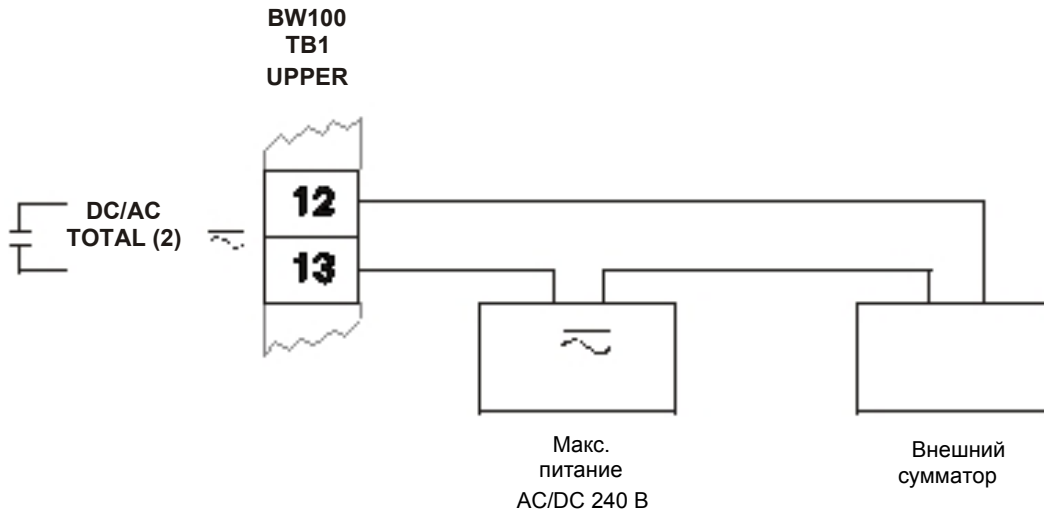 BW100
TB1
UPPER
12
DC/AC
TOTAL (2)
13
Макс.
питание
AC/DC 240 В
Внешний
сумматор